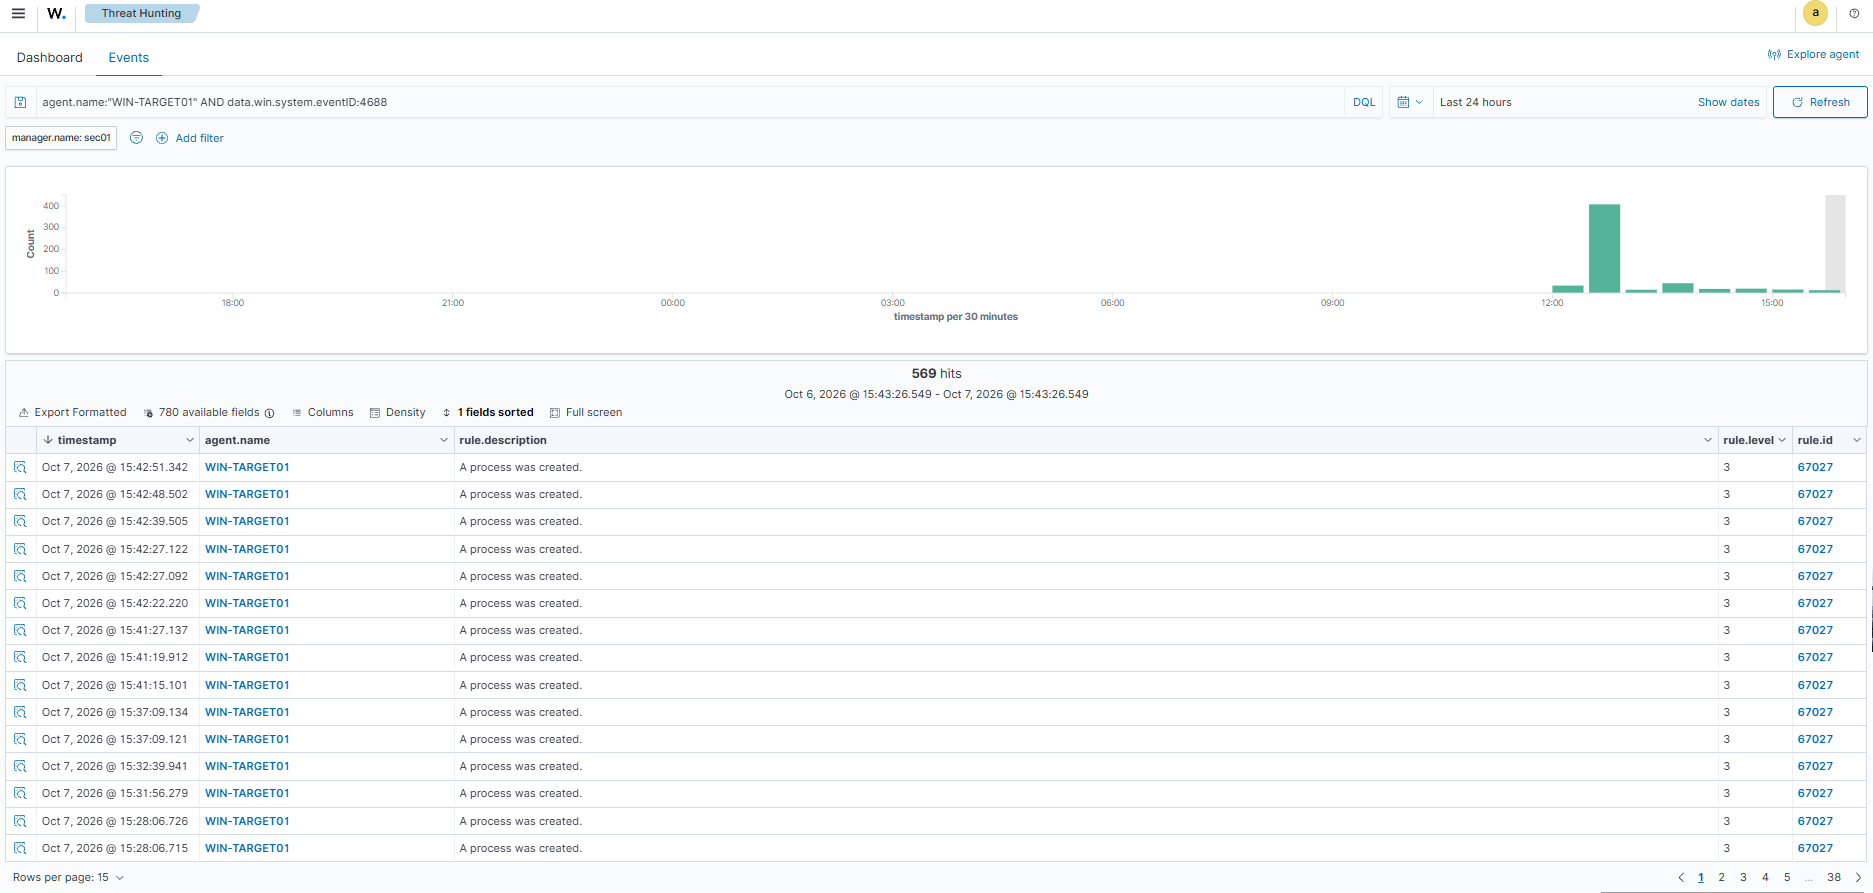 W. Threat Hunting a
Dashboard Events Explore agent
agent.name:"WIN-TARGET01" AND data.win.system.eventID:4688 DQL Last 24 hours Show dates Refresh
manager.name: sec01 Add filter
Count
400
300
200
100
0
18:00 21:00 00:00 03:00 06:00 09:00 12:00 15:00
timestamp per 30 minutes
569 hits
Oct 6, 2026 @ 15:43:26.549 - Oct 7, 2026 @ 15:43:26.549
Export Formatted 780 available fields Columns Density 1 fields sorted Full screen
timestamp agent.name rule.description rule.level rule.id
Oct 7, 2026 @ 15:42:51.342 WIN-TARGET01 A process was created. 3 67027
Oct 7, 2026 @ 15:42:48.502 WIN-TARGET01 A process was created. 3 67027
Oct 7, 2026 @ 15:42:39.505 WIN-TARGET01 A process was created. 3 67027
Oct 7, 2026 @ 15:42:27.122 WIN-TARGET01 A process was created. 3 67027
Oct 7, 2026 @ 15:42:27.092 WIN-TARGET01 A process was created. 3 67027
Oct 7, 2026 @ 15:42:22.220 WIN-TARGET01 A process was created. 3 67027
Oct 7, 2026 @ 15:41:27.137 WIN-TARGET01 A process was created. 3 67027
Oct 7, 2026 @ 15:41:19.912 WIN-TARGET01 A process was created. 3 67027
Oct 7, 2026 @ 15:41:15.101 WIN-TARGET01 A process was created. 3 67027
Oct 7, 2026 @ 15:37:09.134 WIN-TARGET01 A process was created. 3 67027
Oct 7, 2026 @ 15:37:09.121 WIN-TARGET01 A process was created. 3 67027
Oct 7, 2026 @ 15:32:39.941 WIN-TARGET01 A process was created. 3 67027
Oct 7, 2026 @ 15:31:56.279 WIN-TARGET01 A process was created. 3 67027
Oct 7, 2026 @ 15:28:06.726 WIN-TARGET01 A process was created. 3 67027
Oct 7, 2026 @ 15:28:06.715 WIN-TARGET01 A process was created. 3 67027
Rows per page: 15 1 2 3 4 5 ... 38